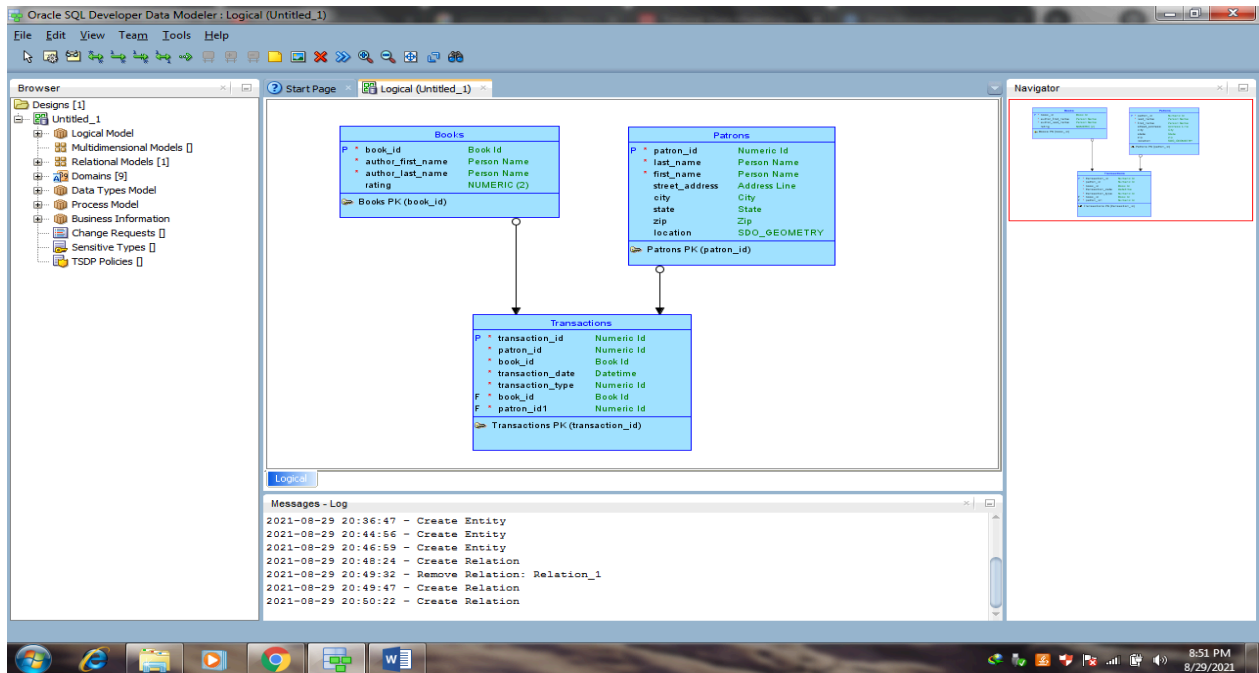 Oracle SQL Developer Data Modeler : Logical (Untitled_1)
File Edit View Team Tools Help
Browser
Designs [1]
Untitled_1
Logical Model
Multidimensional Models []
Relational Models [1]
Domains [9]
Data Types Model
Process Model
Business Information
Change Requests []
Sensitive Types []
TSDP Policies []
Start Page
Logical (Untitled_1)
Books
P * book_id Book Id
* author_first_name Person Name
* author_last_name Person Name
rating NUMERIC (2)
Books PK (book_id)
Patrons
P * patron_id Numeric Id
* last_name Person Name
* first_name Person Name
street_address Address Line
city City
state State
zip Zip
location SDO_GEOMETRY
Patrons PK (patron_id)
Transactions
P * transaction_id Numeric Id
* patron_id Numeric Id
* book_id Book Id
* transaction_date Datetime
* transaction_type Numeric Id
F * book_id Book Id
F * patron_id1 Numeric Id
Transactions PK (transaction_id)
Logical
Messages - Log
2021-08-29 20:36:47 - Create Entity
2021-08-29 20:44:56 - Create Entity
2021-08-29 20:46:59 - Create Entity
2021-08-29 20:48:24 - Create Relation
2021-08-29 20:49:32 - Remove Relation: Relation_1
2021-08-29 20:49:47 - Create Relation
2021-08-29 20:50:22 - Create Relation
Navigator
8:51 PM
8/29/2021